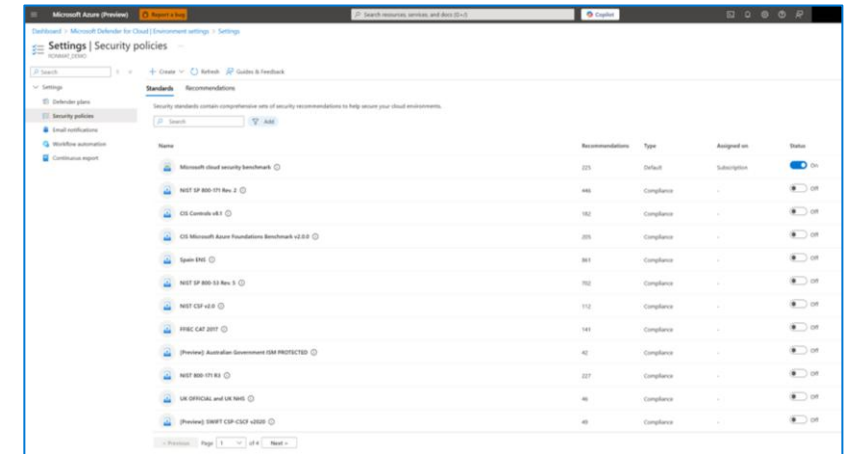 Microsoft Azure (Preview) Report a bug Search resources, services, and docs (G+/) Copilot
Dashboard > Microsoft Defender for Cloud | Environment settings > Settings
Settings | Security policies ...
RONMAT_DEMO
Search
Settings
Defender plans
Security policies
Email notifications
Workflow automation
Continuous export
+ Create Refresh Guides & Feedback
Standards Recommendations
Security standards contain comprehensive sets of security recommendations to help secure your cloud environments.
Search Add
Name Recommendations Type Assigned on Status
Microsoft cloud security benchmark 225 Default Subscription On
NIST SP 800-171 Rev. 2 446 Compliance - Off
CIS Controls v8.1 182 Compliance - Off
CIS Microsoft Azure Foundations Benchmark v2.0.0 205 Compliance - Off
Spain ENS 861 Compliance - Off
NIST SP 800-53 Rev. 5 Compliance - Off
NIST CSF v2.0 112 Compliance - Off
FFIEC CAT 2017 141 Compliance - Off
[Preview]: Australian Government ISM PROTECTED 42 Compliance - Off
NIST 800-171 R3 227 Compliance - Off
UK OFFICIAL and UK NHS 46 Compliance - Off
[Preview]: SWIFT CSP-CSCF v2020 49 Compliance - Off
< Previous Page 1 of 4 Next >